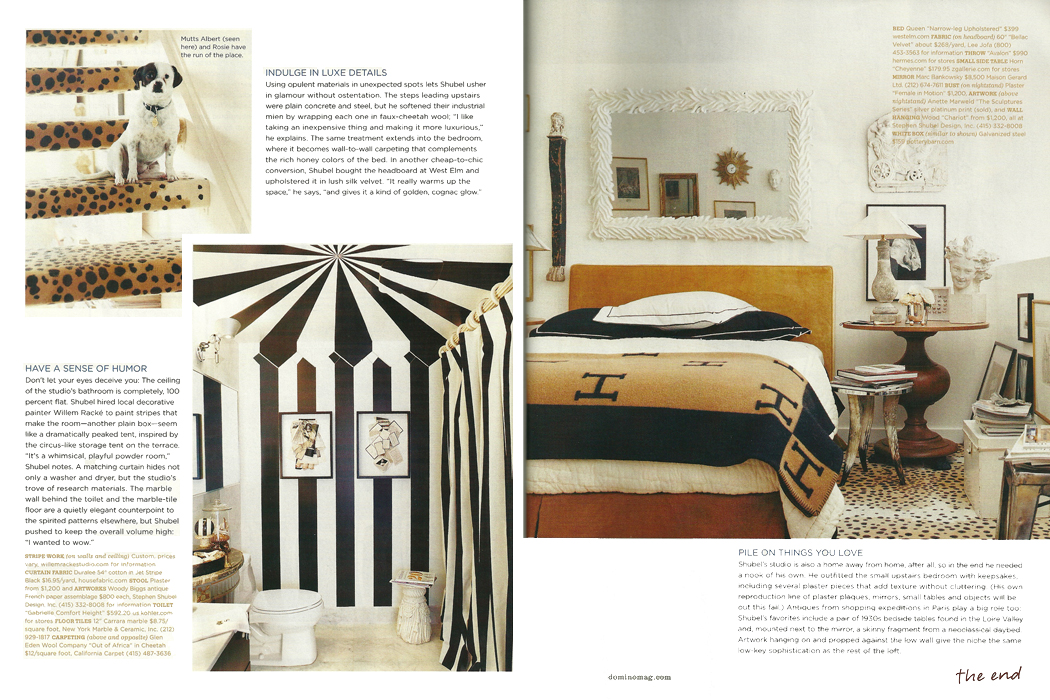 Mutts Albert (seen
here) and Rosie have
the run of the place.
INDULGE IN LUXE DETAILS
Using opulent materials in unexpected spots lets Shubel usher
in glamour without ostentation. The steps leading upstairs
were plain concrete and steel, but he softened their industrial
mien by wrapping each one in faux-cheetah wool; "I like
taking an inexpensive thing and making it more luxurious,"
he explains. The same treatment extends into the bedroom,
where it becomes wall-to-wall carpeting that complements
the rich honey colors of the bed. In another cheap-to-chic
conversion, Shubel bought the headboard at West Elm and
upholstered it in lush silk velvet. "It really warms up the
space," he says, "and gives it a kind of golden, cognac glow."
HAVE A SENSE OF HUMOR
Don't let your eyes deceive you: The ceiling
of the studio's bathroom is completely, 100
percent flat. Shubel hired local decorative
painter Willem Racké to paint stripes that
make the room—another plain box—seem
like a dramatically peaked tent, inspired by
the circus-like storage tent on the terrace.
"It's a whimsical, playful powder room,"
Shubel notes. A matching curtain hides not
only a washer and dryer, but the studio's
trove of research materials. The marble
wall behind the toilet and the marble-tile
floor are a quietly elegant counterpoint to
the spirited patterns elsewhere, but Shubel
pushed to keep the overall volume high:
"I wanted to wow."
STRIPE WORK (on walls and ceiling) Custom, prices
vary, willemrackestudio.com for information
CURTAIN FABRIC Duralee 54" cotton in Jet Stripe
Black $16.95/yard, housefabric.com STOOL Plaster
from $1,200 and ARTWORKS Woody Biggs antique
French paper assemblage $800 each, Stephen Shubel
Design, Inc. (415) 332-8008 for information TOILET
"Gabrielle Comfort Height" $592.20 us.kohler.com
for stores FLOOR TILES 12" Carrara marble $8.75/
square foot, New York Marble & Ceramic, Inc. (212)
929-1817 CARPETING (above and opposite) Glen
Eden Wool Company "Out of Africa" in Cheetah
$12/square foot, California Carpet (415) 487-3636
BED Queen "Narrow-leg Upholstered" $399
westelm.com FABRIC (on headboard) 60" "Bellac
Velvet" about $269/yard, Lee Jofa (800)
453-3563 for information THROW "Avalon" $990
hermes.com for stores SMALL SIDE TABLE Horn
"Cheyenne" $179.95 zgallerie.com for stores
MIRROR Marc Bankowsky $8,500 Maison Gerard
Ltd. (212) 674-7611 BUST (on nightstand) Plaster
"Female in Motion" $1,200, ARTWORK (above
nightstand) Anette Marweld "The Sculptures
Series" silver platinum print (sold), and WALL
HANGING Wood "Chariot" from $1,200, all at
Stephen Shubel Design, Inc. (415) 332-8008
WHITE BOX (similar to shown) Galvanized steel
potterybarn.com
H H H H H H
PILE ON THINGS YOU LOVE
Shubel's studio is also a home away from home, after all, so in the end he needed
a nook of his own. He outfitted the small upstairs bedroom with keepsakes,
including several plaster pieces that add texture without cluttering. (His own
reproduction line of plaster plaques, mirrors, small tables and objects will be
out this fall.) Antiques from shopping expeditions in Paris play a big role too:
Shubel's favorites include a pair of 1930s bedside tables found in the Loire Valley
and, mounted next to the mirror, a skinny fragment from a neoclassical daybed.
Artwork hanging on and propped against the low wall give the niche the same
low-key sophistication as the rest of the loft.
dominomag.com
the end